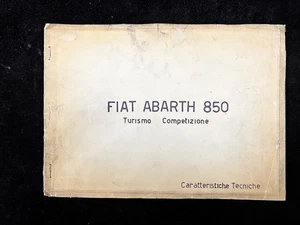 FIAT ABARTH 850
Turismo Competizione
Caratteristiche Tecniche